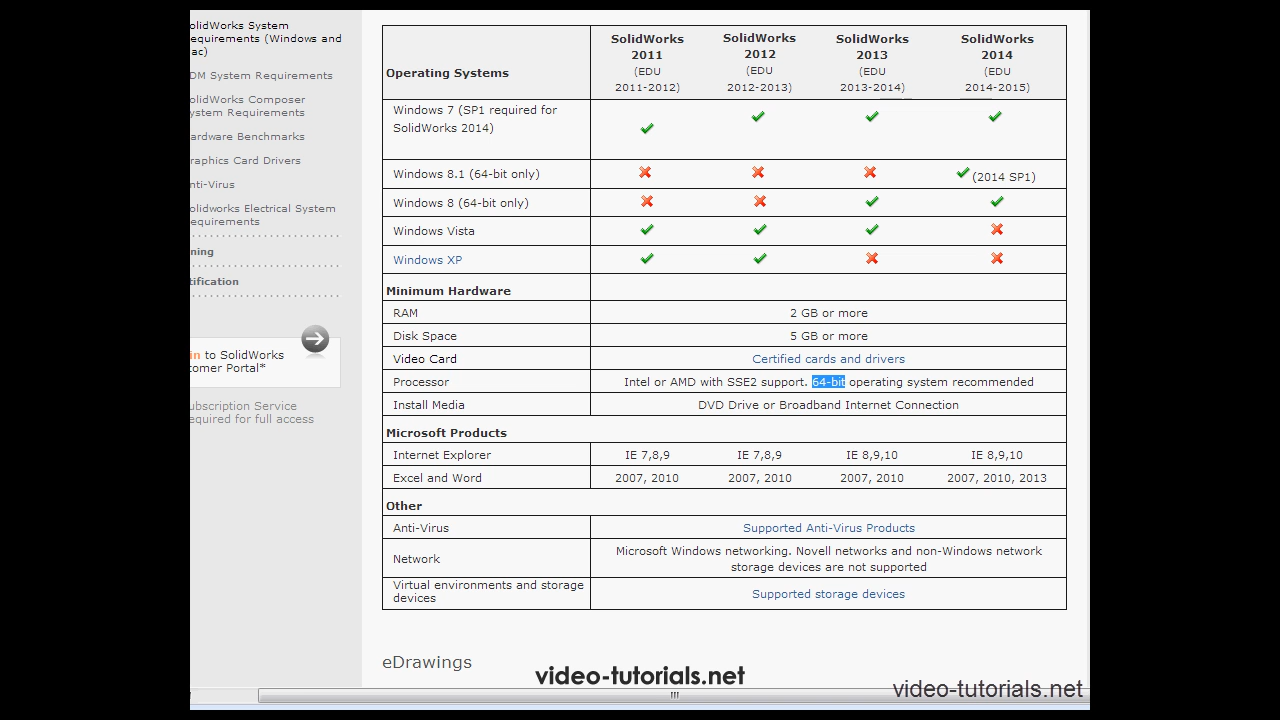 olidWorks System
equirements (Windows and
ac)
DM System Requirements
olidWorks Composer
ystem Requirements
ardware Benchmarks
raphics Card Drivers
nti-Virus
olidworks Electrical System
equirements
ning
tification
in to SolidWorks
tomer Portal*
ubscription Service
equired for full access
Operating Systems
SolidWorks 2011 (EDU 2011-2012)
SolidWorks 2012 (EDU 2012-2013)
SolidWorks 2013 (EDU 2013-2014)
SolidWorks 2014 (EDU 2014-2015)
Windows 7 (SP1 required for
SolidWorks 2014)
Windows 8.1 (64-bit only) (2014 SP1)
Windows 8 (64-bit only)
Windows Vista
Windows XP
Minimum Hardware
RAM 2 GB or more
Disk Space 5 GB or more
Video Card Certified cards and drivers
Processor Intel or AMD with SSE2 support. 64-bit operating system recommended
Install Media DVD Drive or Broadband Internet Connection
Microsoft Products
Internet Explorer IE 7,8,9 IE 7,8,9 IE 8,9,10 IE 8,9,10
Excel and Word 2007, 2010 2007, 2010 2007, 2010 2007, 2010, 2013
Other
Anti-Virus Supported Anti-Virus Products
Network Microsoft Windows networking. Novell networks and non-Windows network
storage devices are not supported
Virtual environments and storage
devices Supported storage devices
eDrawings
video-tutorials.net
video-tutorials.net